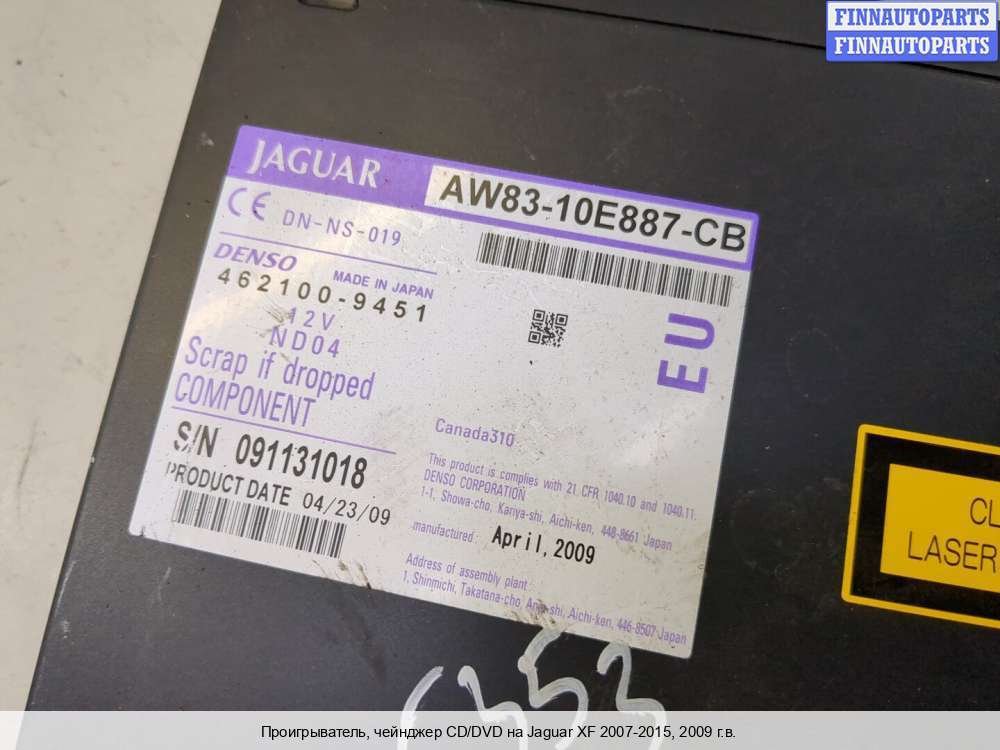 FINNAUTOPARTS
FINNAUTOPARTS
JAGUAR
AW83-10E887-CB
CE DN-NS-019
DENSO
MADE IN JAPAN
462100-9451
12V
ND04
Scrap if dropped
COMPONENT
S/N 091131018
PRODUCT DATE 04/23/09
EU
Canada310
This product is complies with 21 CFR 1040.10 and 1040.11.
DENSO CORPORATION
1-1, Showa-cho, Kariya-shi, Aichi-ken, 448-8661 Japan
manufactured: April, 2009
Address of assembly plant
1, Shinmichi, Takatana-cho, Anjo-shi, Aichi-ken, 446-8507 Japan
CL
LASER
Проигрыватель, чейнджер CD/DVD на Jaguar XF 2007-2015, 2009 г.в.